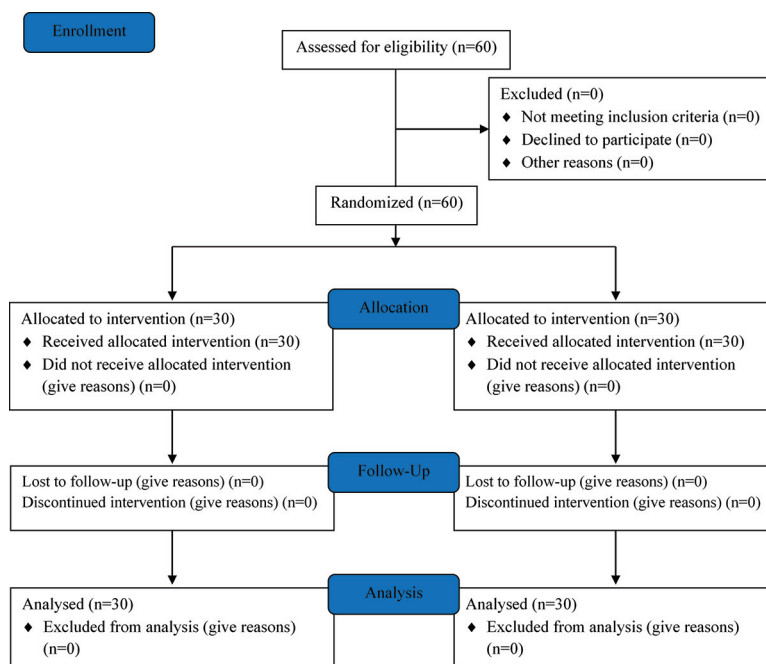 Enrollment
Assessed for eligibility (n=60)
Excluded (n=0)
♦ Not meeting inclusion criteria (n=0)
♦ Declined to participate (n=0)
♦ Other reasons (n=0)
Randomized (n=60)
Allocation
Allocated to intervention (n=30)
♦ Received allocated intervention (n=30)
♦ Did not receive allocated intervention
(give reasons) (n=0)
Allocated to intervention (n=30)
♦ Received allocated intervention (n=30)
♦ Did not receive allocated intervention
(give reasons) (n=0)
Follow-Up
Lost to follow-up (give reasons) (n=0)
Discontinued intervention (give reasons) (n=0)
Lost to follow-up (give reasons) (n=0)
Discontinued intervention (give reasons) (n=0)
Analysis
Analysed (n=30)
♦ Excluded from analysis (give reasons)
(n=0)
Analysed (n=30)
♦ Excluded from analysis (give reasons)
(n=0)